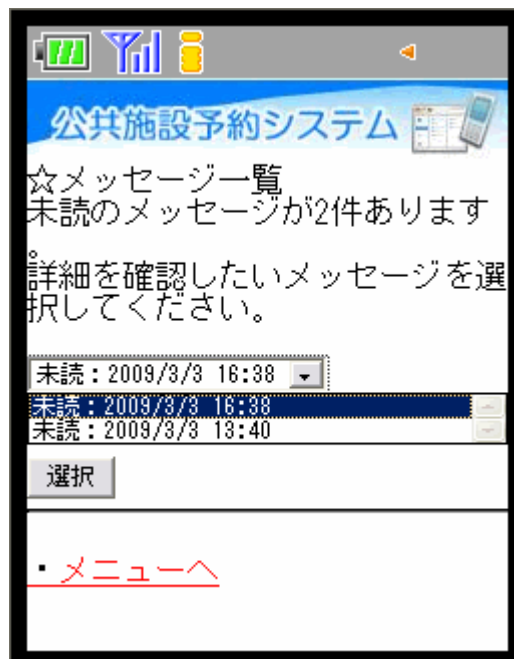 公共施設予約システム
☆メッセージ一覧
未読のメッセージが2件あります
。
詳細を確認したいメッセージを選
択してください。
未読：2009/3/3 16:38
未読：2009/3/3 16:38
未読：2009/3/3 13:40
選択
・メニューへ